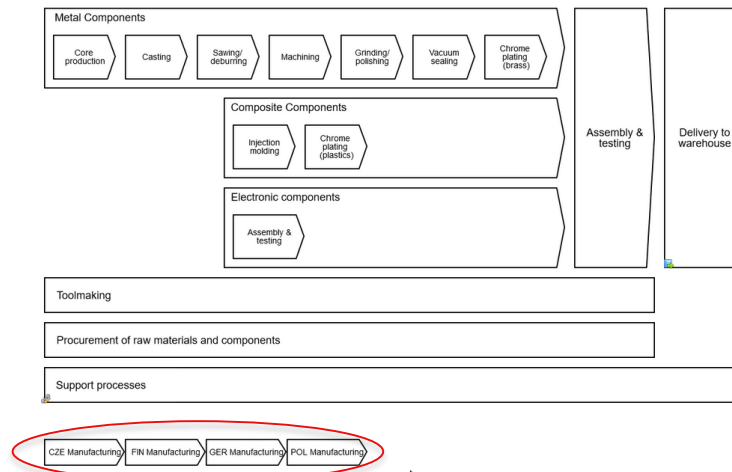 Metal Components
Core
production
Casting
Sawing/
deburring
Machining
Grinding/
polishing
Vacuum
sealing
Chrome
plating
(brass)
Composite Components
Injection
molding
Chrome
plating
(plastics)
Electronic components
Assembly &
testing
Assembly &
testing
Delivery to
warehouse
Toolmaking
Procurement of raw materials and components
Support processes
CZE Manufacturing
FIN Manufacturing
GER Manufacturing
POL Manufacturing